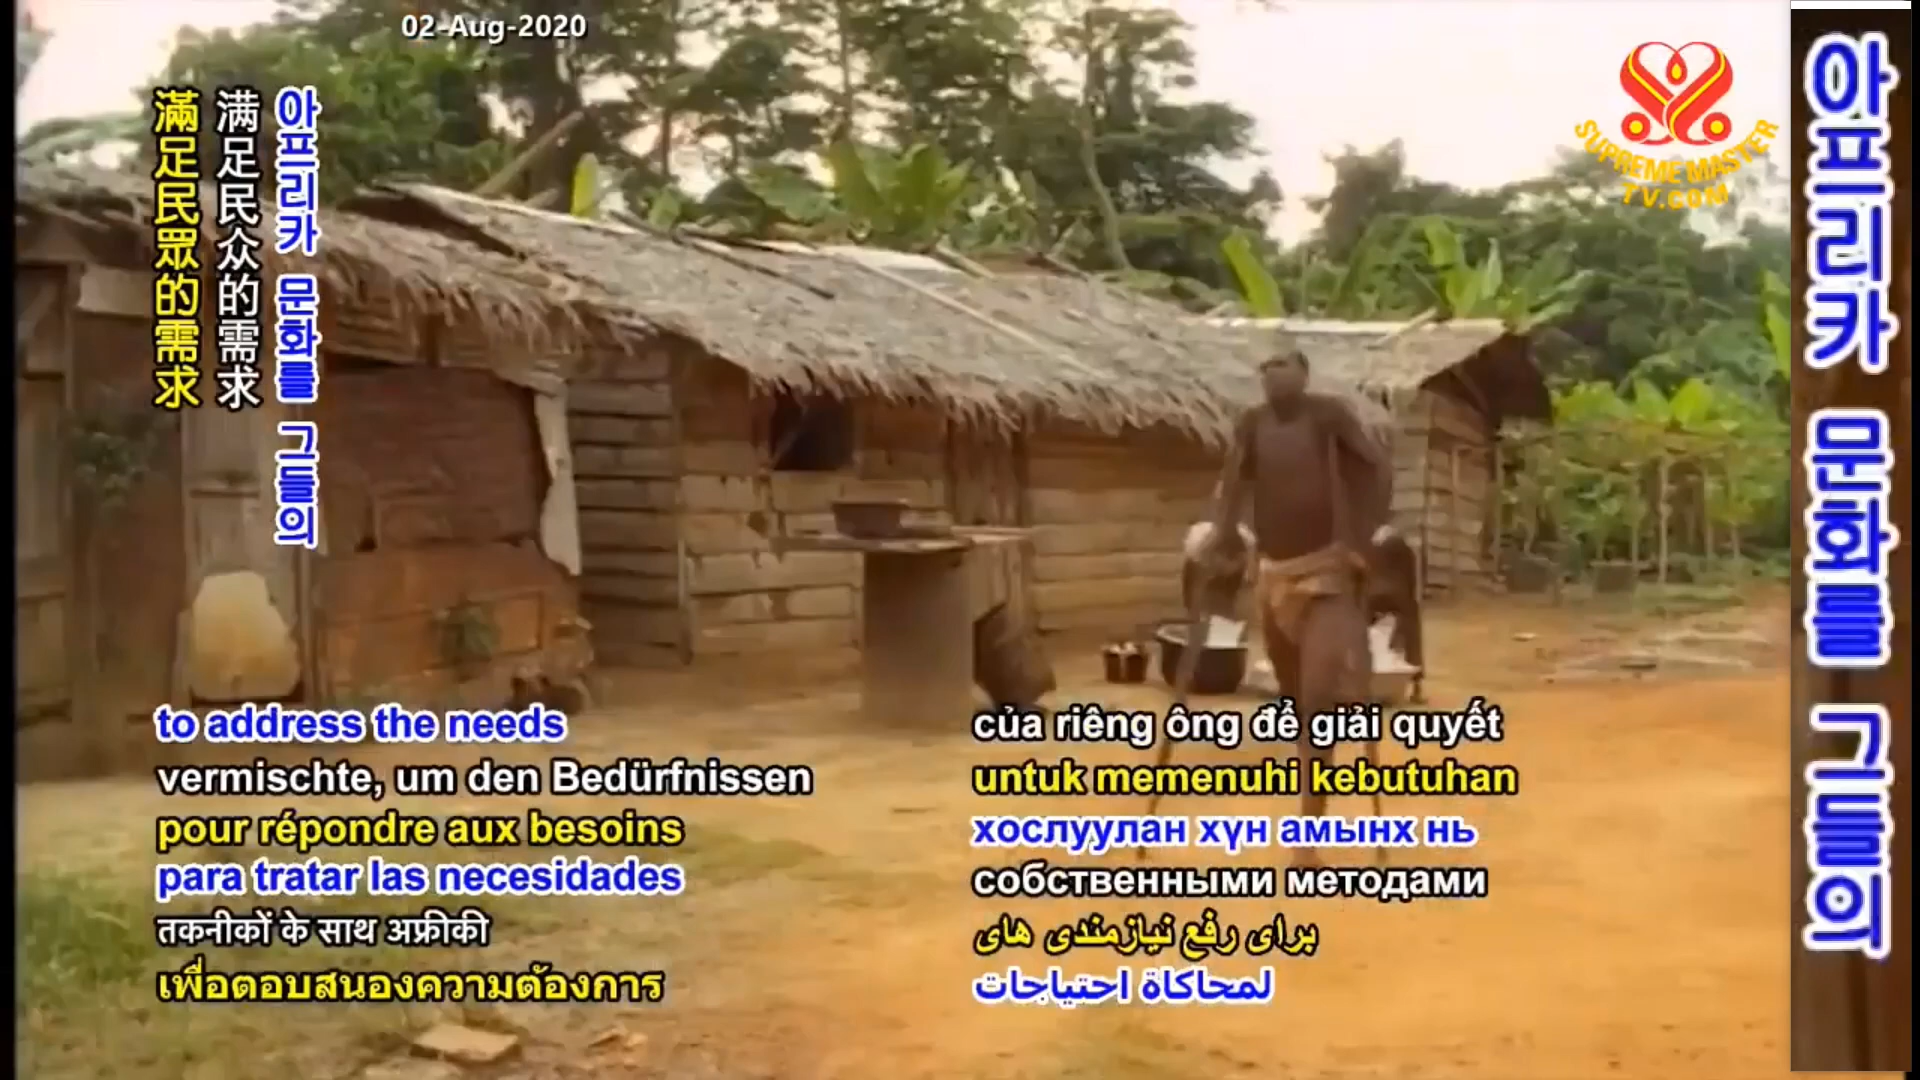 02-Aug-2020
SUPREME MASTER
TV.COM
滿足民眾的需求
满足民众的需求
아프리카 문화를 그들의
to address the needs
vermischte, um den Bedürfnissen
pour répondre aux besoins
para tratar las necesidades
तकनीकों के साथ अफ्रीकी
เพื่อตอบสนองความต้องการ
của riêng ông để giải quyết
untuk memenuhi kebutuhan
хослуулан хүн амынх нь
собственными методами
برای رفع نیازمندی های
لمحاكاة احتياجات
아프리카 문화를 그들의